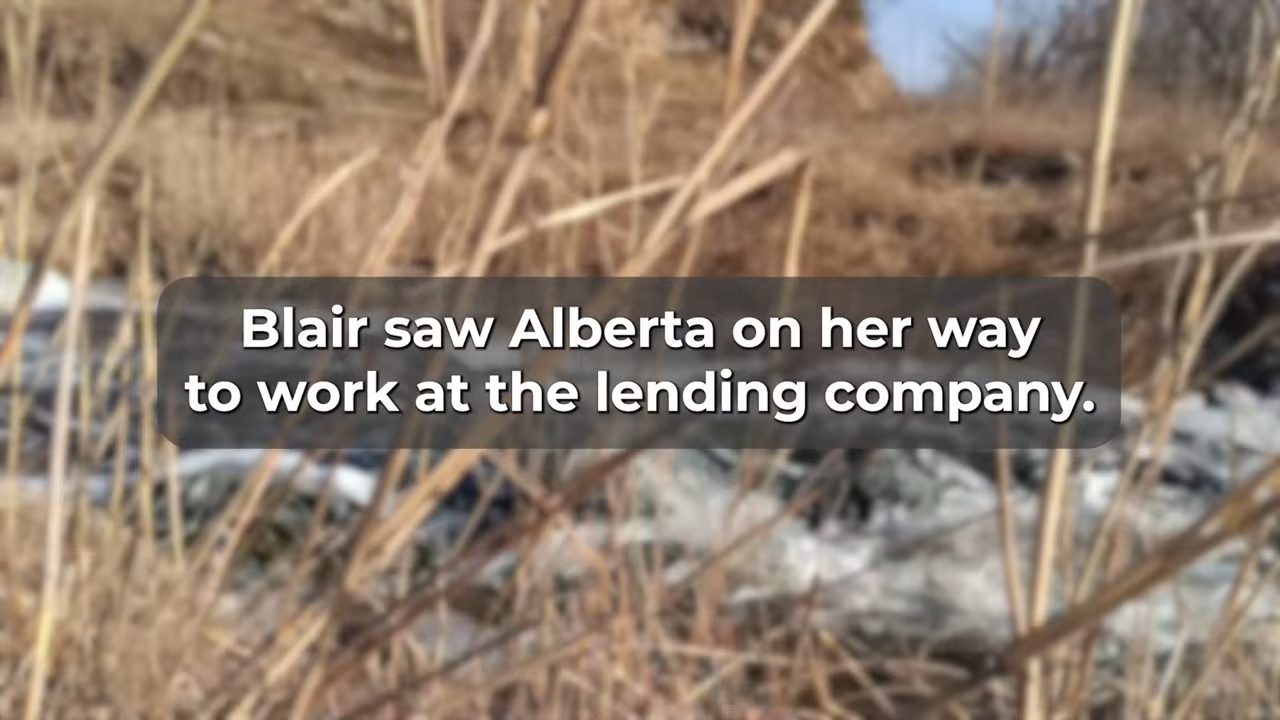 Blair saw Alberta on her way
to work at the lending company.